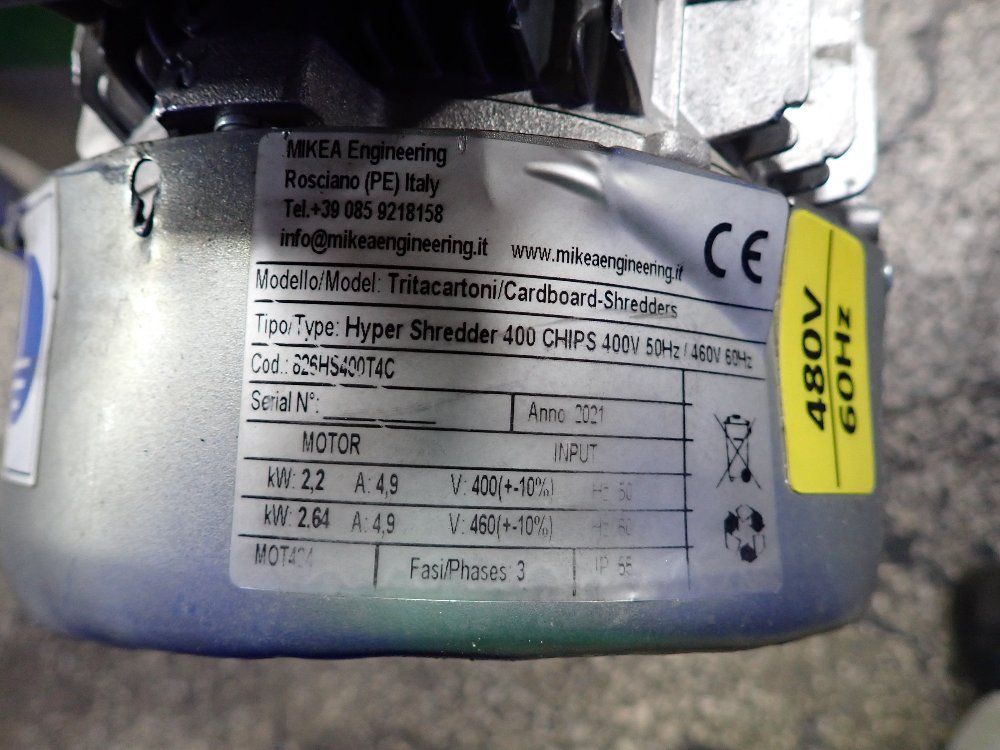 MIKEA Engineering
Rosciano (PE) Italy
Tel.+39 085 9218158
info@mikeaengineering.it www.mikeaengineering.it
CE
Modello/Model: Tritacartoni/Cardboard-Shredders
Tipo/Type: Hyper Shredder 400 CHIPS 400V 50Hz / 460V 60Hz
Cod.: 826HS400T4C
Serial N°:
Anno 2021
MOTOR INPUT
kW: 2,2 A: 4,9 V: 400(+-10%) Hz 50
kW: 2,64 A: 4,9 V: 460(+-10%) Hz 60
Fasi/Phases: 3 IP 55
480V
60Hz